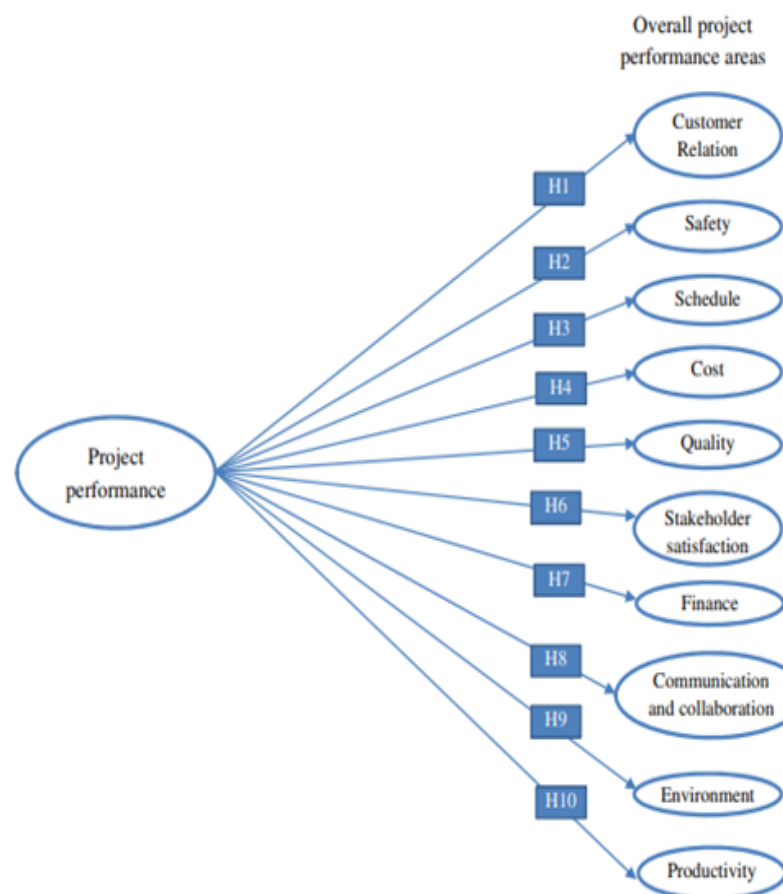 Overall project
performance areas
Customer
Relation
H1
Safety
H2
Schedule
H3
Cost
H4
Quality
H5
Project
performance
H6
Stakeholder
satisfaction
H7
Finance
H8
Communication
and collaboration
H9
Environment
H10
Productivity